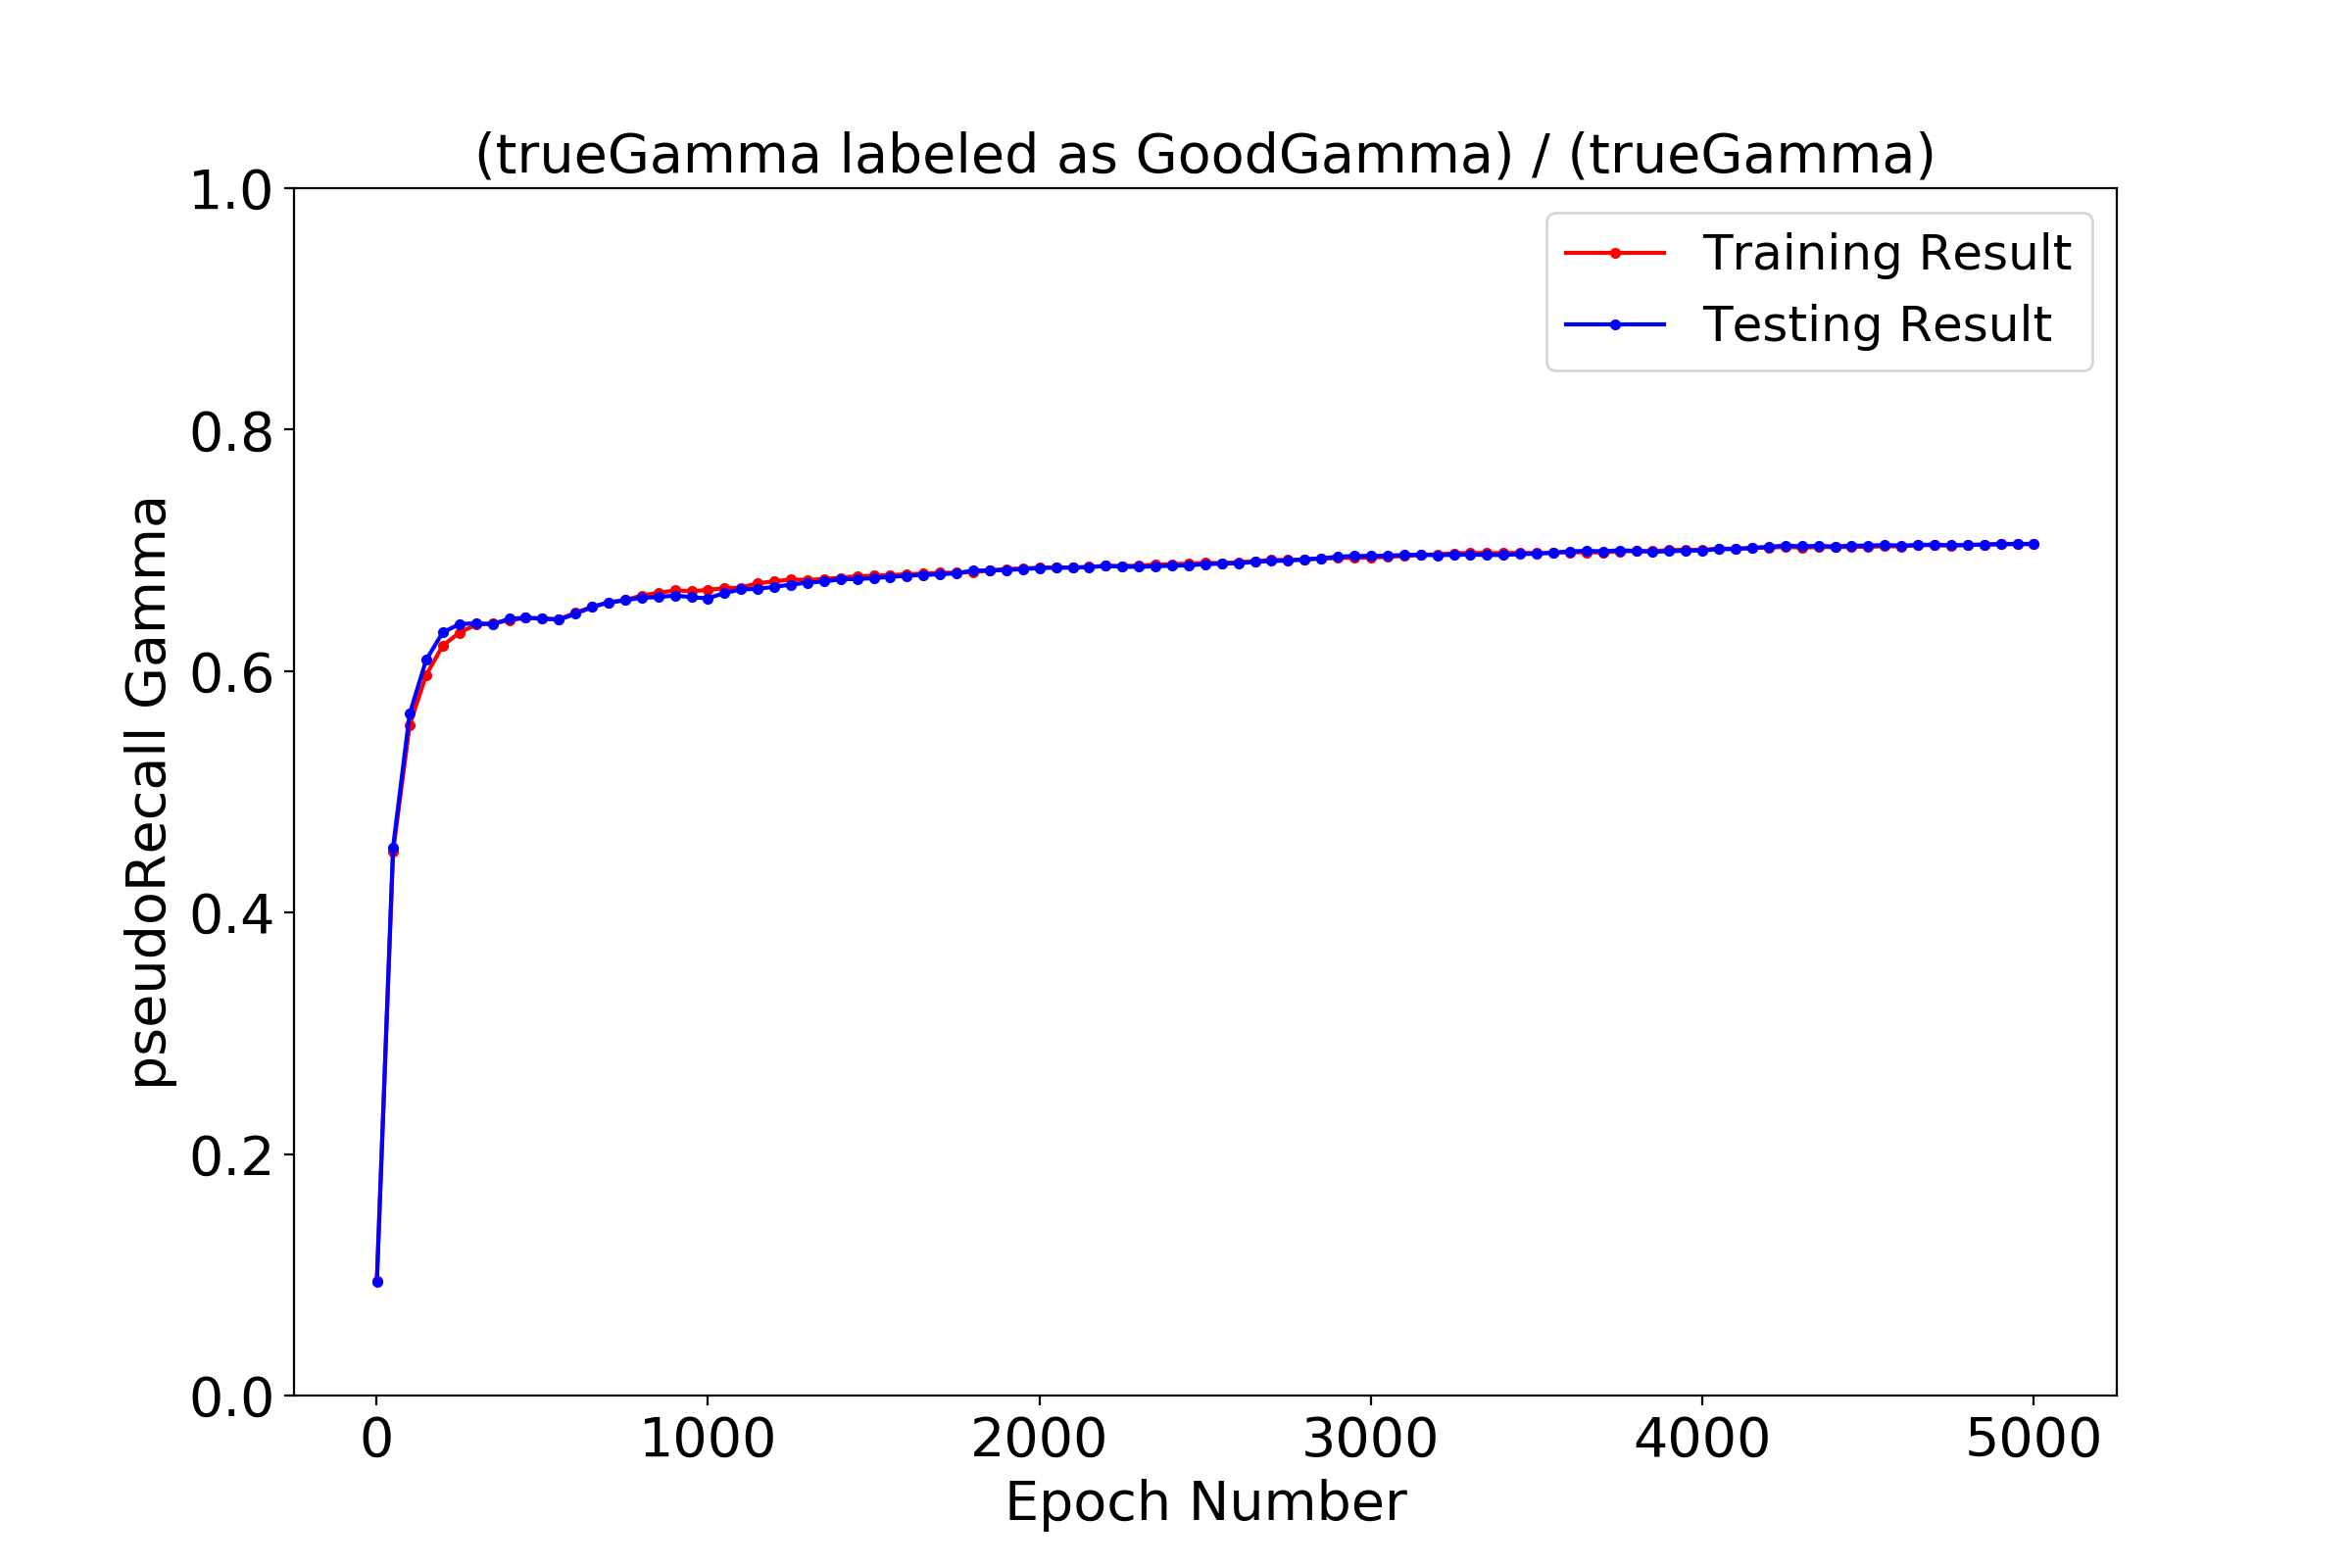 (trueGamma labeled as GoodGamma) / (trueGamma)
1.0
0.8
0.6
0.4
0.2
0.0
pseudoRecall Gamma
Training Result
Testing Result
0 1000 2000 3000 4000 5000
Epoch Number